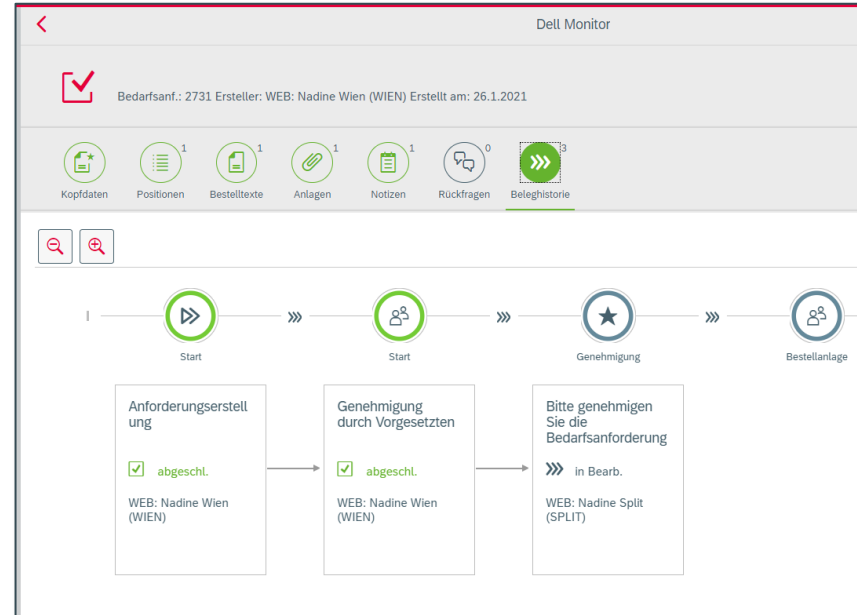 Dell Monitor
Bedarfsanf.: 2731 Ersteller: WEB: Nadine Wien (WIEN) Erstellt am: 26.1.2021
1 1 1 1 0 3
Kopfdaten Positionen Bestelltexte Anlagen Notizen Rückfragen Beleghistorie
Start Start Genehmigung Bestellanlage
Anforderungserstell
ung
abgeschl.
WEB: Nadine Wien
(WIEN)
Genehmigung
durch Vorgesetzten
abgeschl.
WEB: Nadine Wien
(WIEN)
Bitte genehmigen
Sie die
Bedarfsanforderung
in Bearb.
WEB: Nadine Split
(SPLIT)